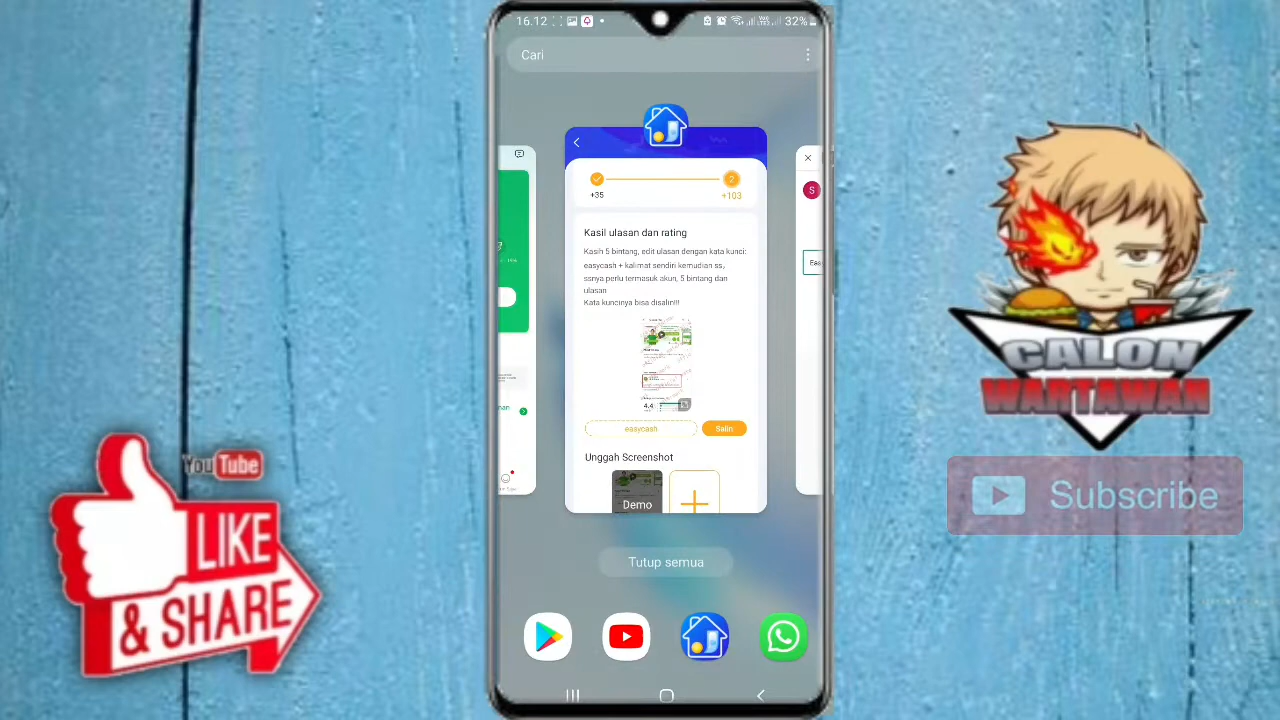 16.12
32%
Cari
+35
2
+103
Kasil ulasan dan rating
Kasih 5 bintang, edit ulasan dengan kata kunci:
easycash + kalimat sendiri kemudian ss,
ssnya perlu termasuk akun, 5 bintang dan
ulasan
Kata kuncinya bisa disalin!!!
4.4
easycash
Salin
Unggah Screenshot
Demo
S
Tutup semua
YouTube
LIKE
& SHARE
CALON
WARTAWAN
Subscribe